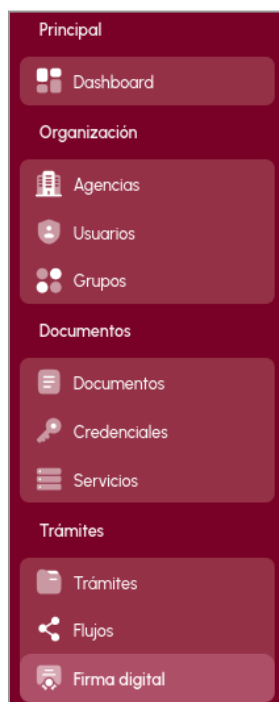 Principal
Dashboard
Organización
Agencias
Usuarios
Grupos
Documentos
Documentos
Credenciales
Servicios
Trámites
Trámites
Flujos
Firma digital